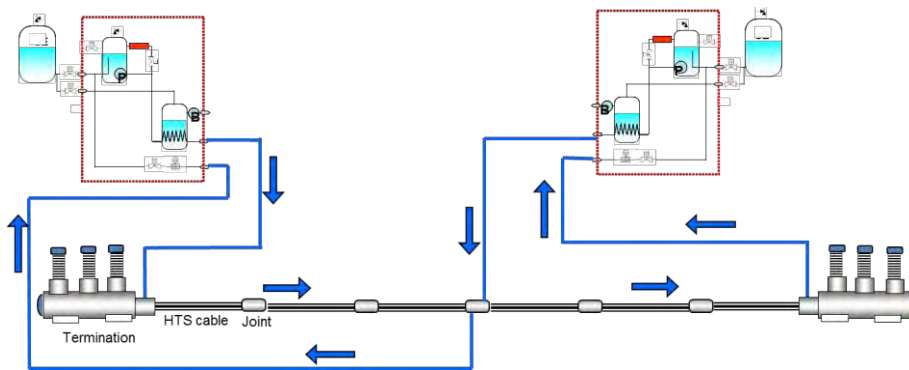 P
B
B
HTS cable
Joint
Termination